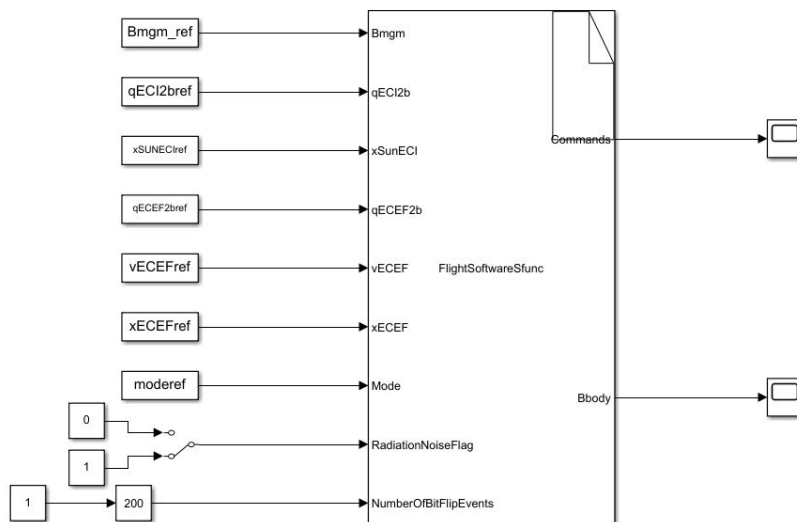 Bmgm_ref
Bmgm
qECI2bref
qECI2b
Commands
xSUNECIref
xSunECI
qECEF2bref
qECEF2b
vECEFref
vECEF
FlightSoftwareSfunc
xECEFref
xECEF
moderef
Mode
Bbody
0
RadiationNoiseFlag
1
1
200
NumberOfBitFlipEvents